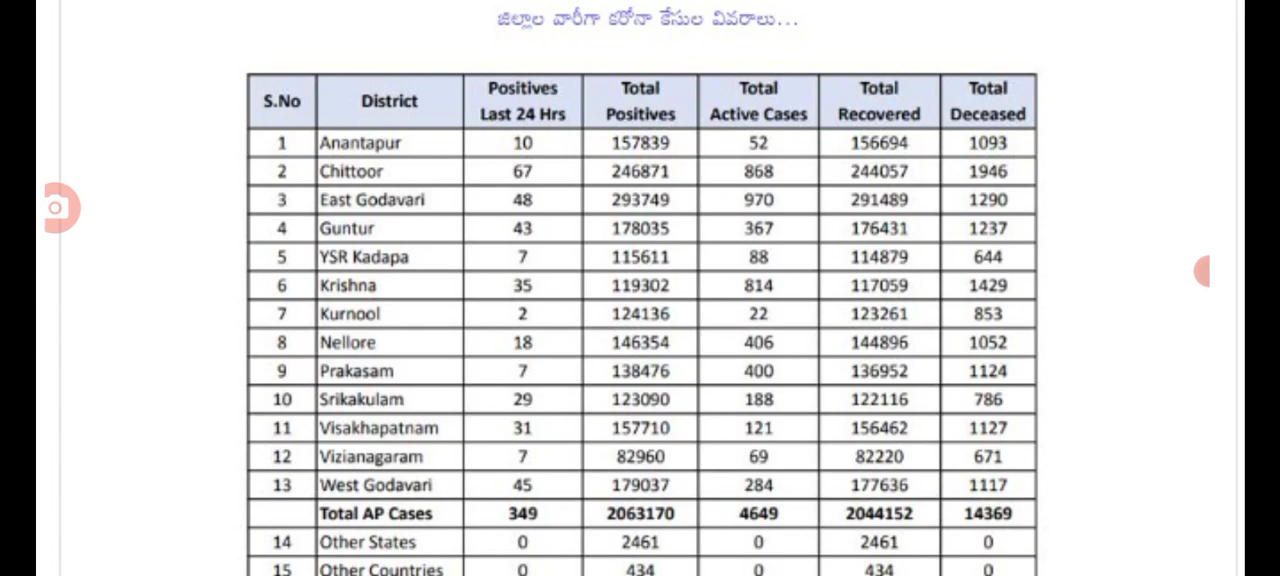 జిల్లాల వారీగా కరోనా కేసుల వివరాలు...
S.No District Positives Last 24 Hrs Total Positives Total Active Cases Total Recovered Total Deceased
1 Anantapur 10 157839 52 156694 1093
2 Chittoor 67 246871 868 244057 1946
3 East Godavari 48 293749 970 291489 1290
4 Guntur 43 178035 367 176431 1237
5 YSR Kadapa 7 115611 88 114879 644
6 Krishna 35 119302 814 117059 1429
7 Kurnool 2 124136 22 123261 853
8 Nellore 18 146354 406 144896 1052
9 Prakasam 7 138476 400 136952 1124
10 Srikakulam 29 123090 188 122116 786
11 Visakhapatnam 31 157710 121 156462 1127
12 Vizianagaram 7 82960 69 82220 671
13 West Godavari 45 179037 284 177636 1117
Total AP Cases 349 2063170 4649 2044152 14369
14 Other States 0 2461 0 2461 0
15 Other Countries 0 434 0 434 0